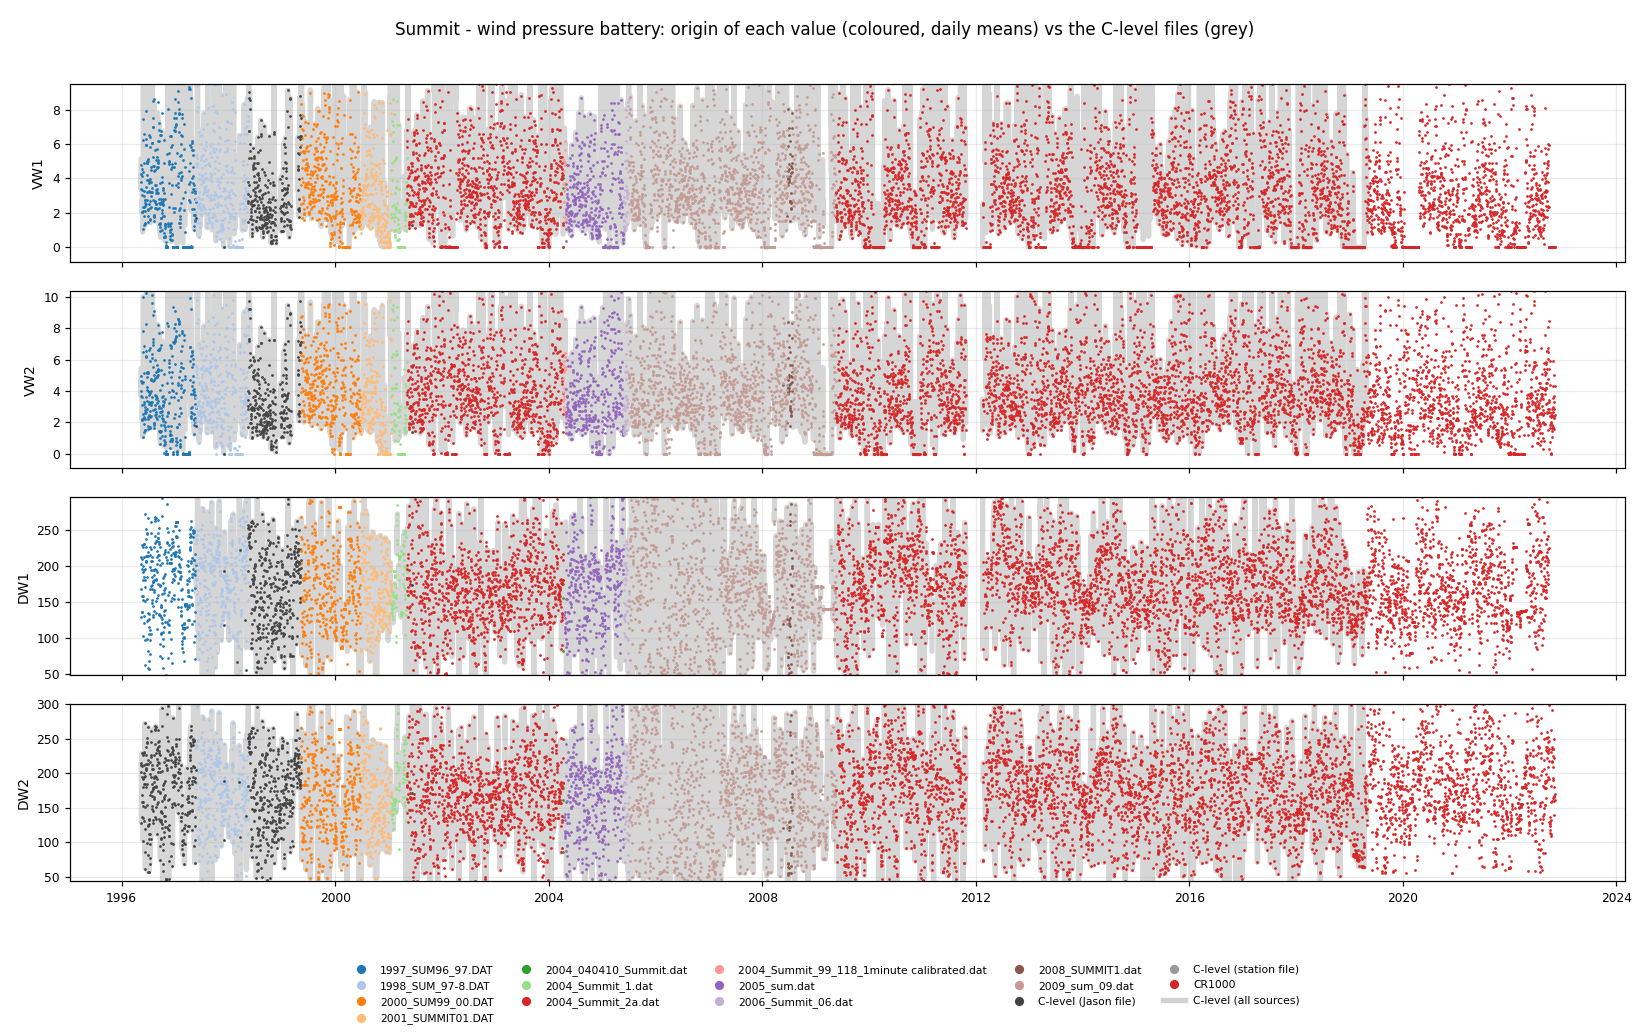 Summit - wind pressure battery: origin of each value (coloured, daily means) vs the C-level files (grey)
VW1
8
6
4
2
0
VW2
10
8
6
4
2
0
DW1
250
200
150
100
50
DW2
300
250
200
150
100
50
1996 2000 2004 2008 2012 2016 2020 2024
1997_SUM96_97.DAT 2004_040410_Summit.dat 2004_Summit_99_118_1minute calibrated.dat 2008_SUMMIT1.dat C-level (station file)
1998_SUM_97-8.DAT 2004_Summit_1.dat 2005_sum.dat 2009_sum_09.dat CR1000
2000_SUM99_00.DAT 2004_Summit_2a.dat 2006_Summit_06.dat C-level (Jason file) C-level (all sources)
2001_SUMMIT01.DAT